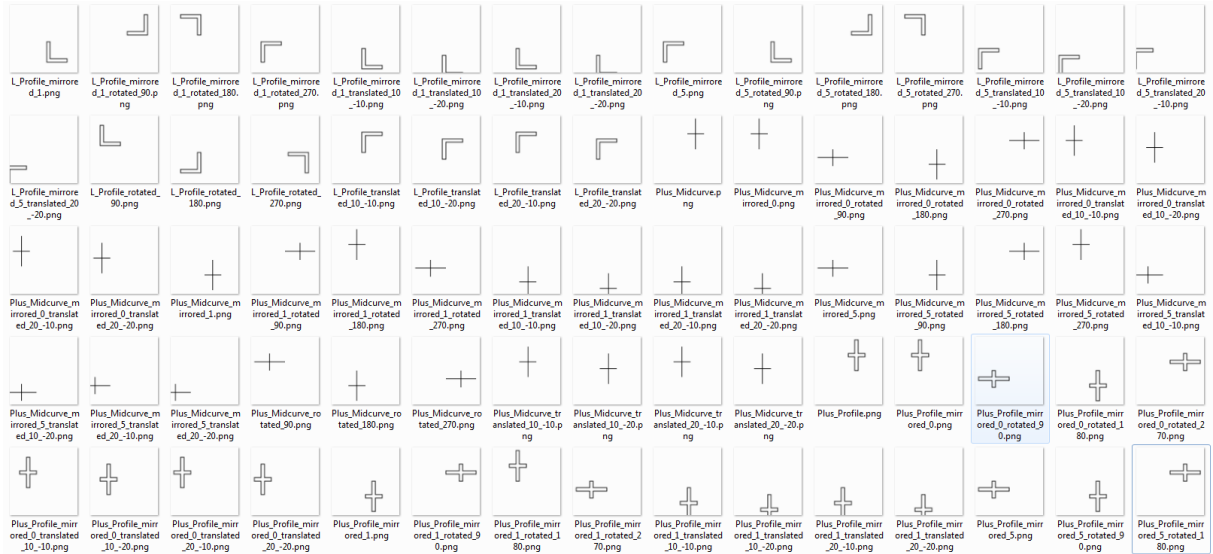 L_Profile_mirrore
d_1.png
L_Profile_mirrore
d_1_rotated_90.p
ng
L_Profile_mirrore
d_1_rotated_180.
png
L_Profile_mirrore
d_1_rotated_270.
png
L_Profile_mirrore
d_1_translated_10
_-10.png
L_Profile_mirrore
d_1_translated_10
_-20.png
L_Profile_mirrore
d_1_translated_20
_-10.png
L_Profile_mirrore
d_1_translated_20
_-20.png
L_Profile_mirrore
d_5.png
L_Profile_mirrore
d_5_rotated_90.p
ng
L_Profile_mirrore
d_5_rotated_180.
png
L_Profile_mirrore
d_5_rotated_270.
png
L_Profile_mirrore
d_5_translated_10
_-10.png
L_Profile_mirrore
d_5_translated_10
_-20.png
L_Profile_mirrore
d_5_translated_20
_-10.png
L_Profile_mirrore
d_5_translated_20
_-20.png
L_Profile_rotated_
90.png
L_Profile_rotated_
180.png
L_Profile_rotated_
270.png
L_Profile_translat
ed_10_-10.png
L_Profile_translat
ed_10_-20.png
L_Profile_translat
ed_20_-10.png
L_Profile_translat
ed_20_-20.png
Plus_Midcurve.p
ng
Plus_Midcurve_m
irrored_0.png
Plus_Midcurve_m
irrored_0_rotated
_90.png
Plus_Midcurve_m
irrored_0_rotated
_180.png
Plus_Midcurve_m
irrored_0_rotated
_270.png
Plus_Midcurve_m
irrored_0_translat
ed_10_-10.png
Plus_Midcurve_m
irrored_0_translat
ed_10_-20.png
Plus_Midcurve_m
irrored_0_translat
ed_20_-10.png
Plus_Midcurve_m
irrored_0_translat
ed_20_-20.png
Plus_Midcurve_m
irrored_1.png
Plus_Midcurve_m
irrored_1_rotated
_90.png
Plus_Midcurve_m
irrored_1_rotated
_180.png
Plus_Midcurve_m
irrored_1_rotated
_270.png
Plus_Midcurve_m
irrored_1_translat
ed_10_-10.png
Plus_Midcurve_m
irrored_1_translat
ed_10_-20.png
Plus_Midcurve_m
irrored_1_translat
ed_20_-10.png
Plus_Midcurve_m
irrored_1_translat
ed_20_-20.png
Plus_Midcurve_m
irrored_5.png
Plus_Midcurve_m
irrored_5_rotated
_90.png
Plus_Midcurve_m
irrored_5_rotated
_180.png
Plus_Midcurve_m
irrored_5_rotated
_270.png
Plus_Midcurve_m
irrored_5_translat
ed_10_-10.png
Plus_Midcurve_m
irrored_5_translat
ed_10_-20.png
Plus_Midcurve_m
irrored_5_translat
ed_20_-10.png
Plus_Midcurve_m
irrored_5_translat
ed_20_-20.png
Plus_Midcurve_ro
tated_90.png
Plus_Midcurve_ro
tated_180.png
Plus_Midcurve_ro
tated_270.png
Plus_Midcurve_tr
anslated_10_-10.p
ng
Plus_Midcurve_tr
anslated_10_-20.p
ng
Plus_Midcurve_tr
anslated_20_-10.p
ng
Plus_Midcurve_tr
anslated_20_-20.p
ng
Plus_Profile.png
Plus_Profile_mirr
ored_0.png
Plus_Profile_mirr
ored_0_rotated_9
0.png
Plus_Profile_mirr
ored_0_rotated_1
80.png
Plus_Profile_mirr
ored_0_rotated_2
70.png
Plus_Profile_mirr
ored_0_translated
_10_-10.png
Plus_Profile_mirr
ored_0_translated
_10_-20.png
Plus_Profile_mirr
ored_0_translated
_20_-10.png
Plus_Profile_mirr
ored_0_translated
_20_-20.png
Plus_Profile_mirr
ored_1.png
Plus_Profile_mirr
ored_1_rotated_9
0.png
Plus_Profile_mirr
ored_1_rotated_1
80.png
Plus_Profile_mirr
ored_1_rotated_2
70.png
Plus_Profile_mirr
ored_1_translated
_10_-10.png
Plus_Profile_mirr
ored_1_translated
_10_-20.png
Plus_Profile_mirr
ored_1_translated
_20_-10.png
Plus_Profile_mirr
ored_1_translated
_20_-20.png
Plus_Profile_mirr
ored_5.png
Plus_Profile_mirr
ored_5_rotated_9
0.png
Plus_Profile_mirr
ored_5_rotated_1
80.png